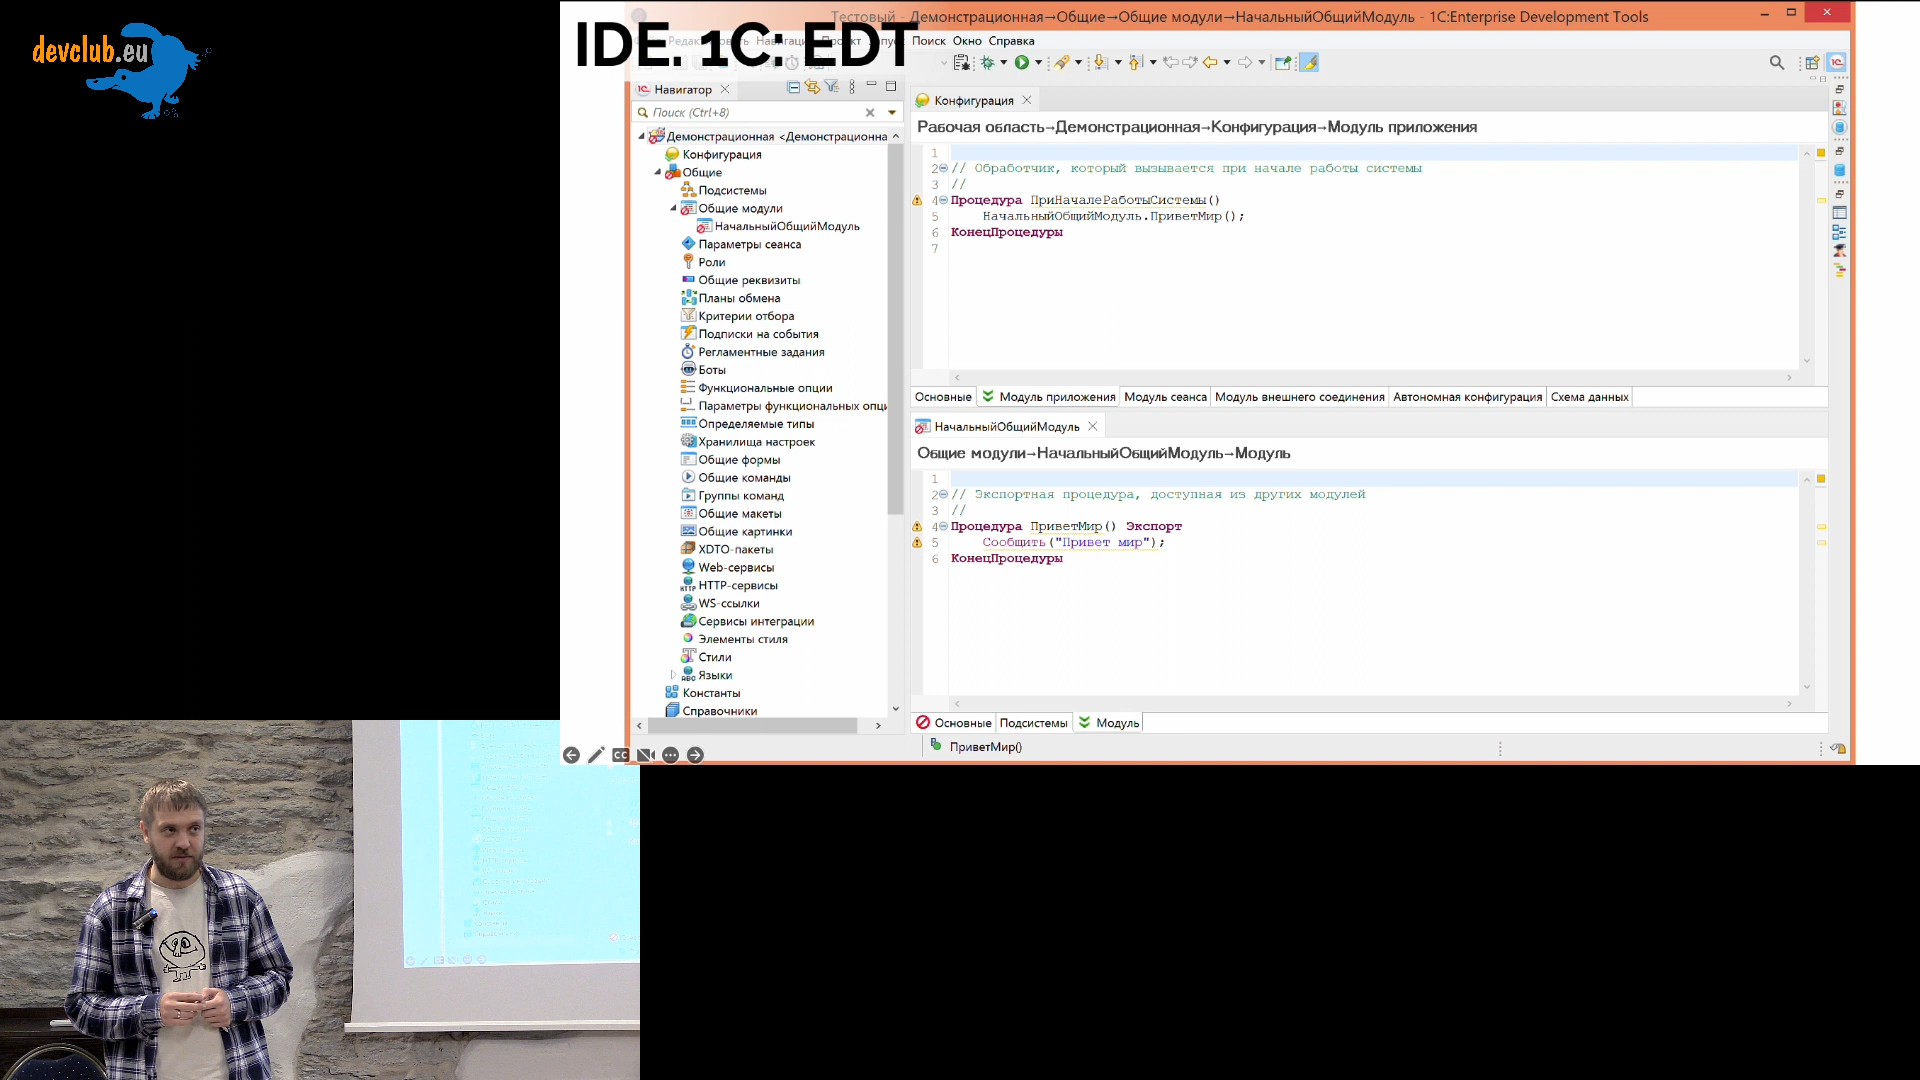 devclub.eu
IDE. 1C: EDT
Тестовый - Демонстрационная→Общие→Общие модули→НачальныйОбщийМодуль - 1C:Enterprise Development Tools
Поиск Окно Справка
Навигатор
Поиск (Ctrl+8)
Демонстрационная <Демонстрационна
Конфигурация
Общие
Подсистемы
Общие модули
НачальныйОбщийМодуль
Параметры сеанса
Роли
Общие реквизиты
Планы обмена
Критерии отбора
Подписки на события
Регламентные задания
Боты
Функциональные опции
Параметры функциональных опци
Определяемые типы
Хранилища настроек
Общие формы
Общие команды
Группы команд
Общие макеты
Общие картинки
XDTO-пакеты
Web-сервисы
HTTP-сервисы
WS-ссылки
Сервисы интеграции
Элементы стиля
Стили
Языки
Константы
Справочники
Конфигурация
Рабочая область→Демонстрационная→Конфигурация→Модуль приложения
1
2 // Обработчик, который вызывается при начале работы системы
3 //
4 Процедура ПриНачалеРаботыСистемы()
5 НачальныйОбщийМодуль.ПриветМир();
6 КонецПроцедуры
7
Основные Модуль приложения Модуль сеанса Модуль внешнего соединения Автономная конфигурация Схема данных
НачальныйОбщийМодуль
Общие модули→НачальныйОбщийМодуль→Модуль
1
2 // Экспортная процедура, доступная из других модулей
3 //
4 Процедура ПриветМир() Экспорт
5 Сообщить("Привет мир");
6 КонецПроцедуры
Основные Подсистемы Модуль
ПриветМир()
CC